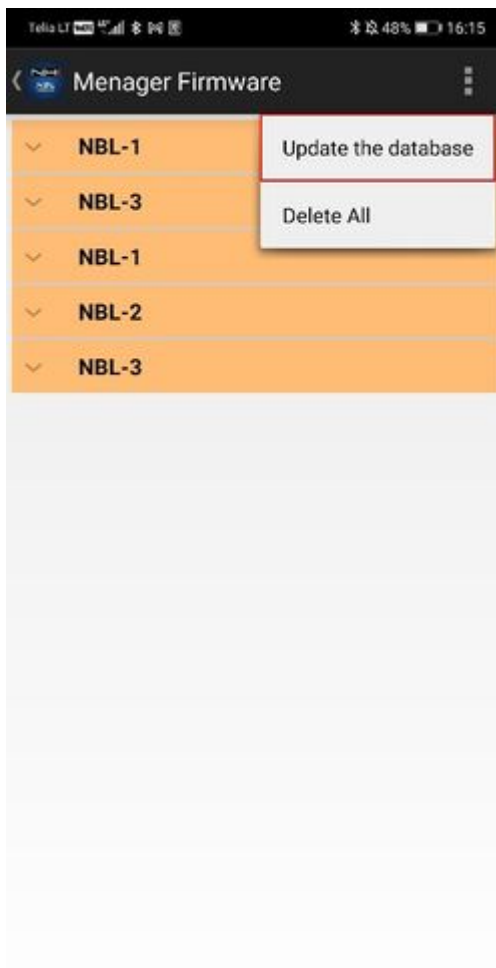 Telia LT
48% 16:15
Menager Firmware
Update the database
Delete All
NBL-1
NBL-3
NBL-1
NBL-2
NBL-3